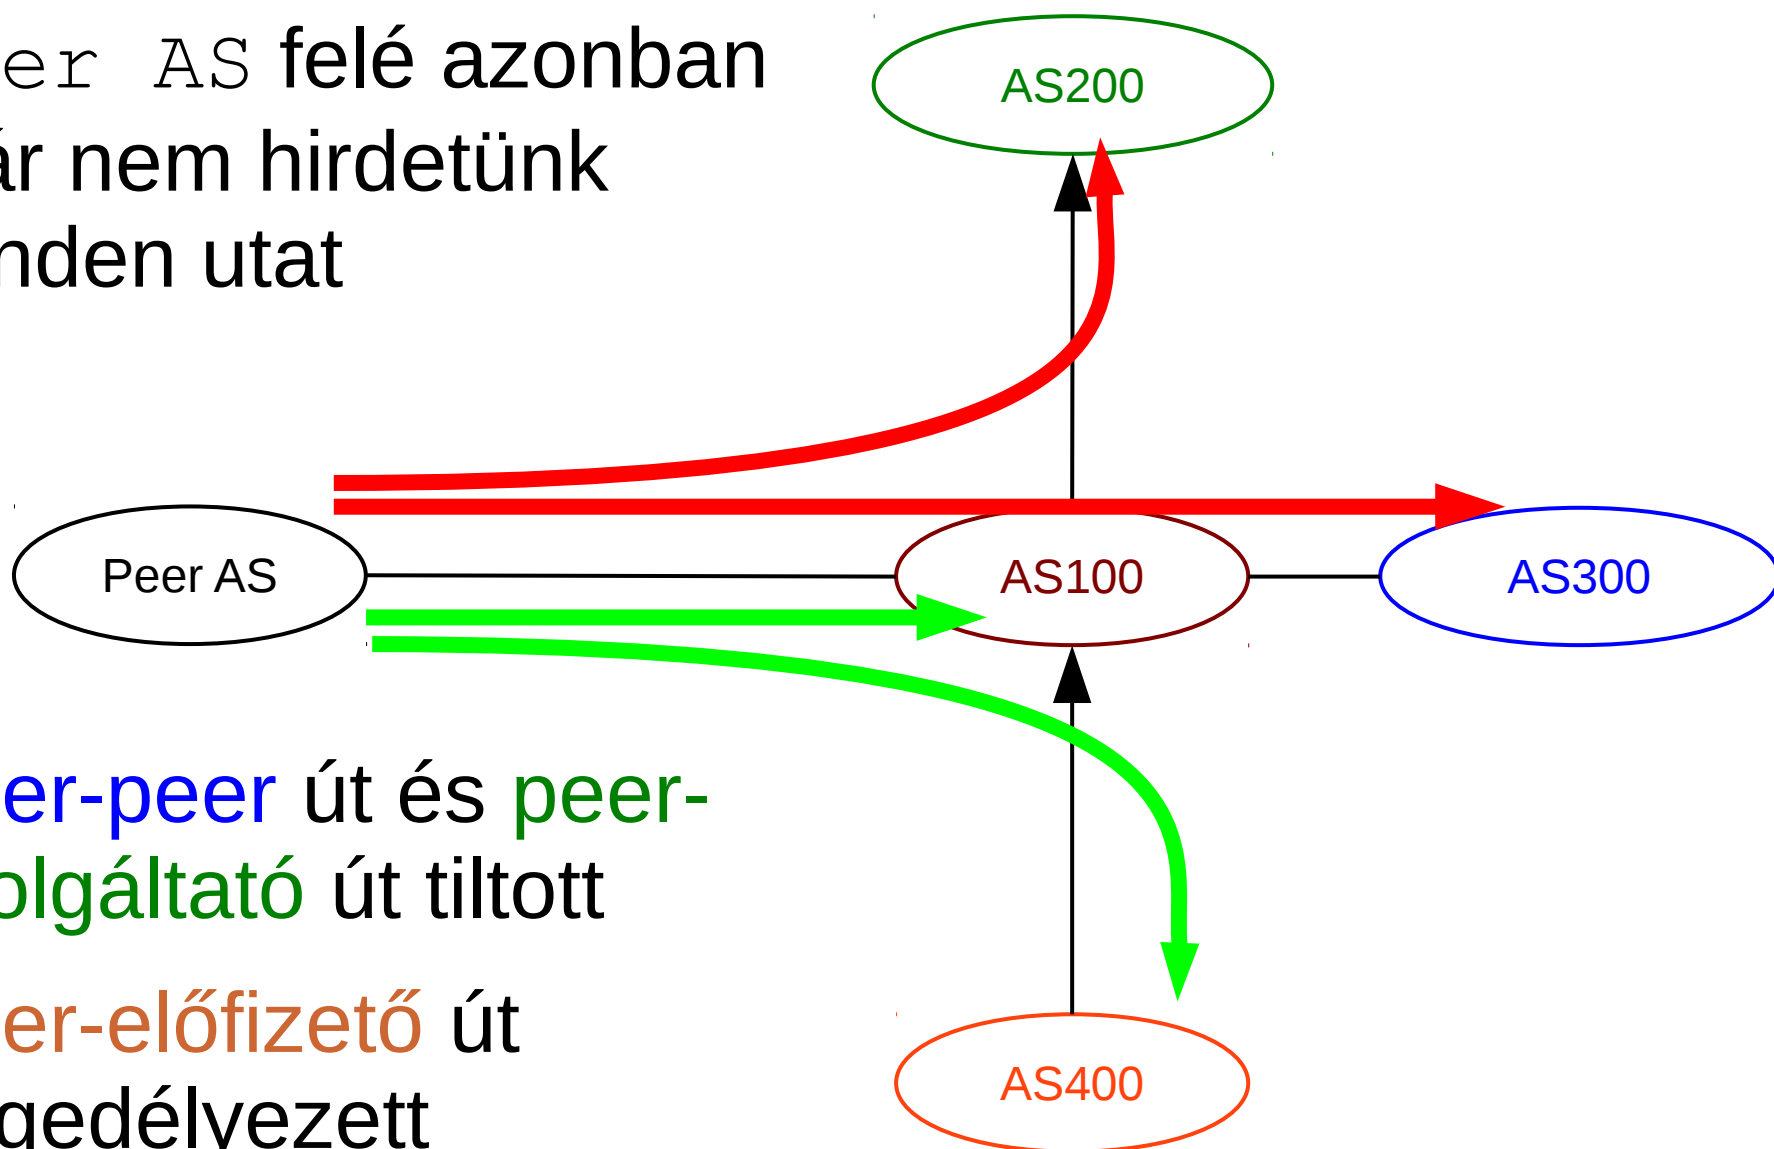 er AS felé azonban
ár nem hirdetünk
nden utat
AS200
Peer AS
AS100
AS300
er-peer út és peer-
olgáltató út tiltott
er-előfizető út
gedélyezett
AS400